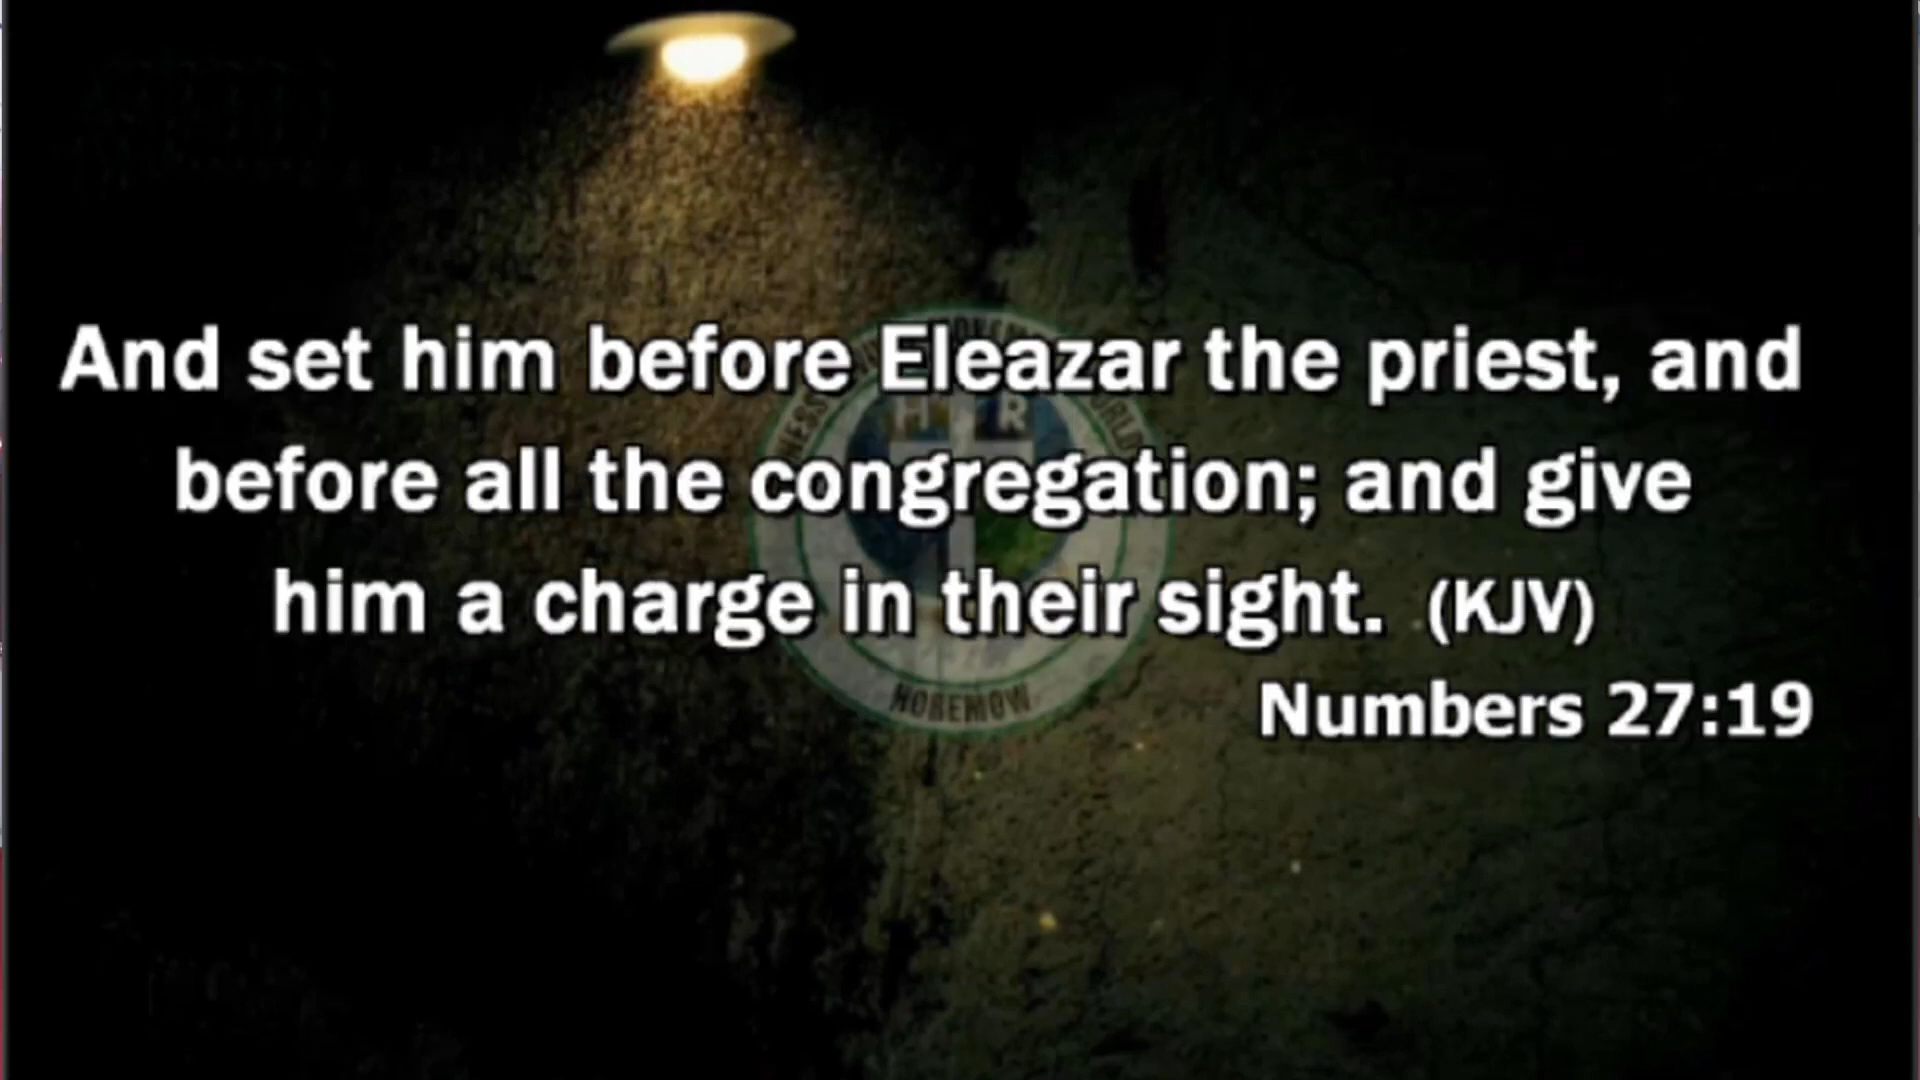 And set him before Eleazar the priest, and
before all the congregation; and give
him a charge in their sight. (KJV)
Numbers 27:19
H R
HOREMOW